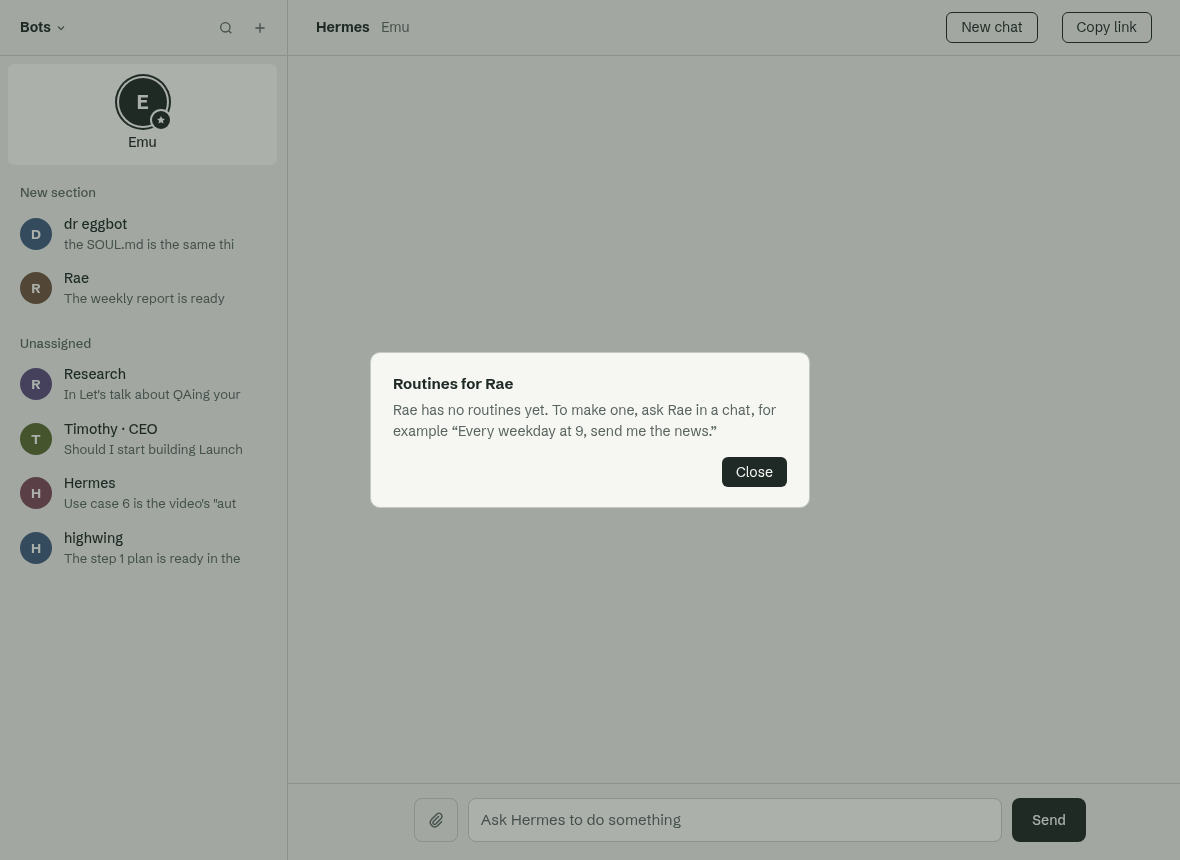 Bots
Hermes Emu
New chat
Copy link
E
Emu
New section
D
dr eggbot
the SOUL.md is the same thi
R
Rae
The weekly report is ready
Unassigned
R
Research
In Let's talk about QAing your
T
Timothy · CEO
Should I start building Launch
H
Hermes
Use case 6 is the video's "aut
H
highwing
The step 1 plan is ready in the
Routines for Rae
Rae has no routines yet. To make one, ask Rae in a chat, for
example “Every weekday at 9, send me the news.”
Close
Ask Hermes to do something
Send